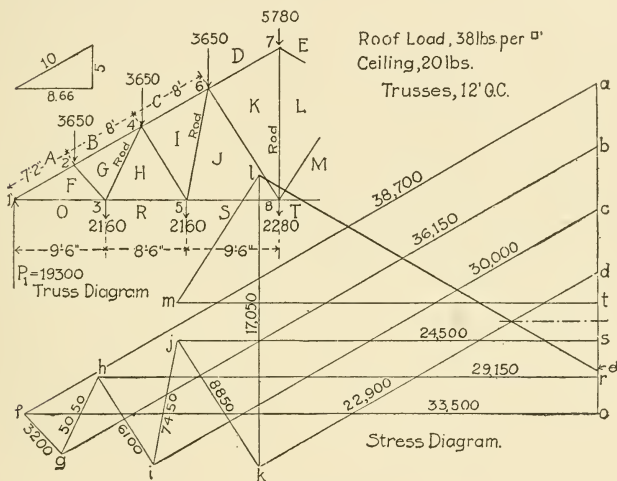 5780
Roof Load, 38lbs. per □'
Ceiling, 20lbs.
Trusses, 12' O.C.
10
5
8.66
3650
D
7
E
3650
C
8'
6
3650
B
8'
4
K
L
7'2"
A
2
Rod
I
Rod
J
Rod
M
F
G
H
1
O
3
R
5
S
8
T
2160
2160
2280
9'6"
8'6"
9'6"
P₁=19300
Truss Diagram
l
a
b
c
d
38,700
36,150
30,000
m
17,050
t
j
24,500
s
h
29,150
e
r
f
5050
7450
8850
22,900
33,500
o
3200
6100
g
i
k
Stress Diagram.